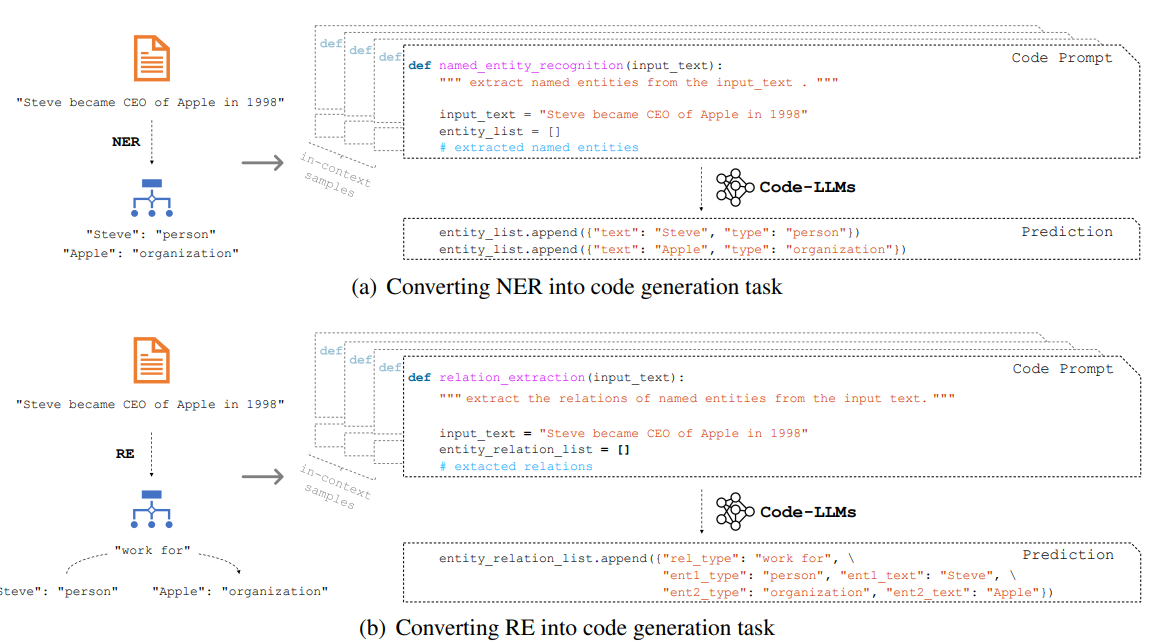 def
def
def
def named_entity_recognition(input_text):
Code Prompt
""" extract named entities from the input_text . """
"Steve became CEO of Apple in 1998"
input_text = "Steve became CEO of Apple in 1998"
entity_list = []
NER
# extracted named entities
in-context
samples
Code-LLMs
"Steve": "person"
"Apple": "organization"
entity_list.append({"text": "Steve", "type": "person"})
Prediction
entity_list.append({"text": "Apple", "type": "organization"})
(a) Converting NER into code generation task
def
def
def
def relation_extraction(input_text):
Code Prompt
""" extract the relations of named entities from the input text. """
"Steve became CEO of Apple in 1998"
input_text = "Steve became CEO of Apple in 1998"
entity_relation_list = []
RE
# extacted relations
in-context
samples
Code-LLMs
"work for"
Steve": "person"
"Apple": "organization"
entity_relation_list.append({"rel_type": "work for", \
Prediction
"ent1_type": "person", "ent1_text": "Steve", \
"ent2_type": "organization", "ent2_text": "Apple"})
(b) Converting RE into code generation task